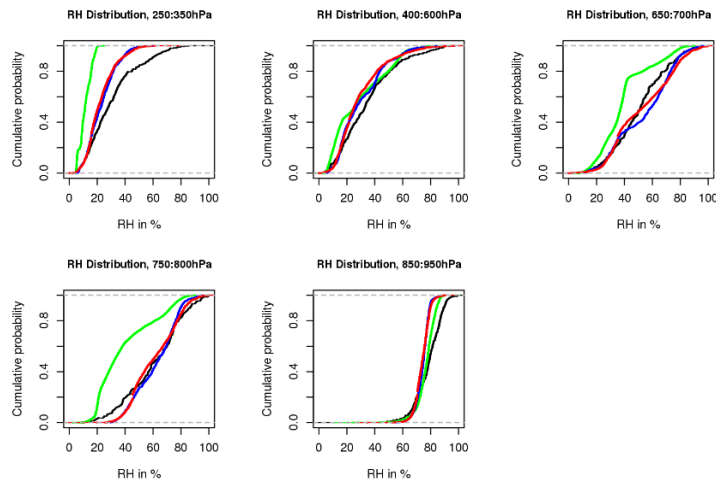 RH Distribution, 250:350hPa
Cumulative probability
0.0 0.4 0.8
0 20 40 60 80 100
RH in %
RH Distribution, 400:600hPa
Cumulative probability
0.0 0.4 0.8
0 20 40 60 80 100
RH in %
RH Distribution, 650:700hPa
Cumulative probability
0.0 0.4 0.8
0 20 40 60 80 100
RH in %
RH Distribution, 750:800hPa
Cumulative probability
0.0 0.4 0.8
0 20 40 60 80 100
RH in %
RH Distribution, 850:950hPa
Cumulative probability
0.0 0.4 0.8
0 20 40 60 80 100
RH in %